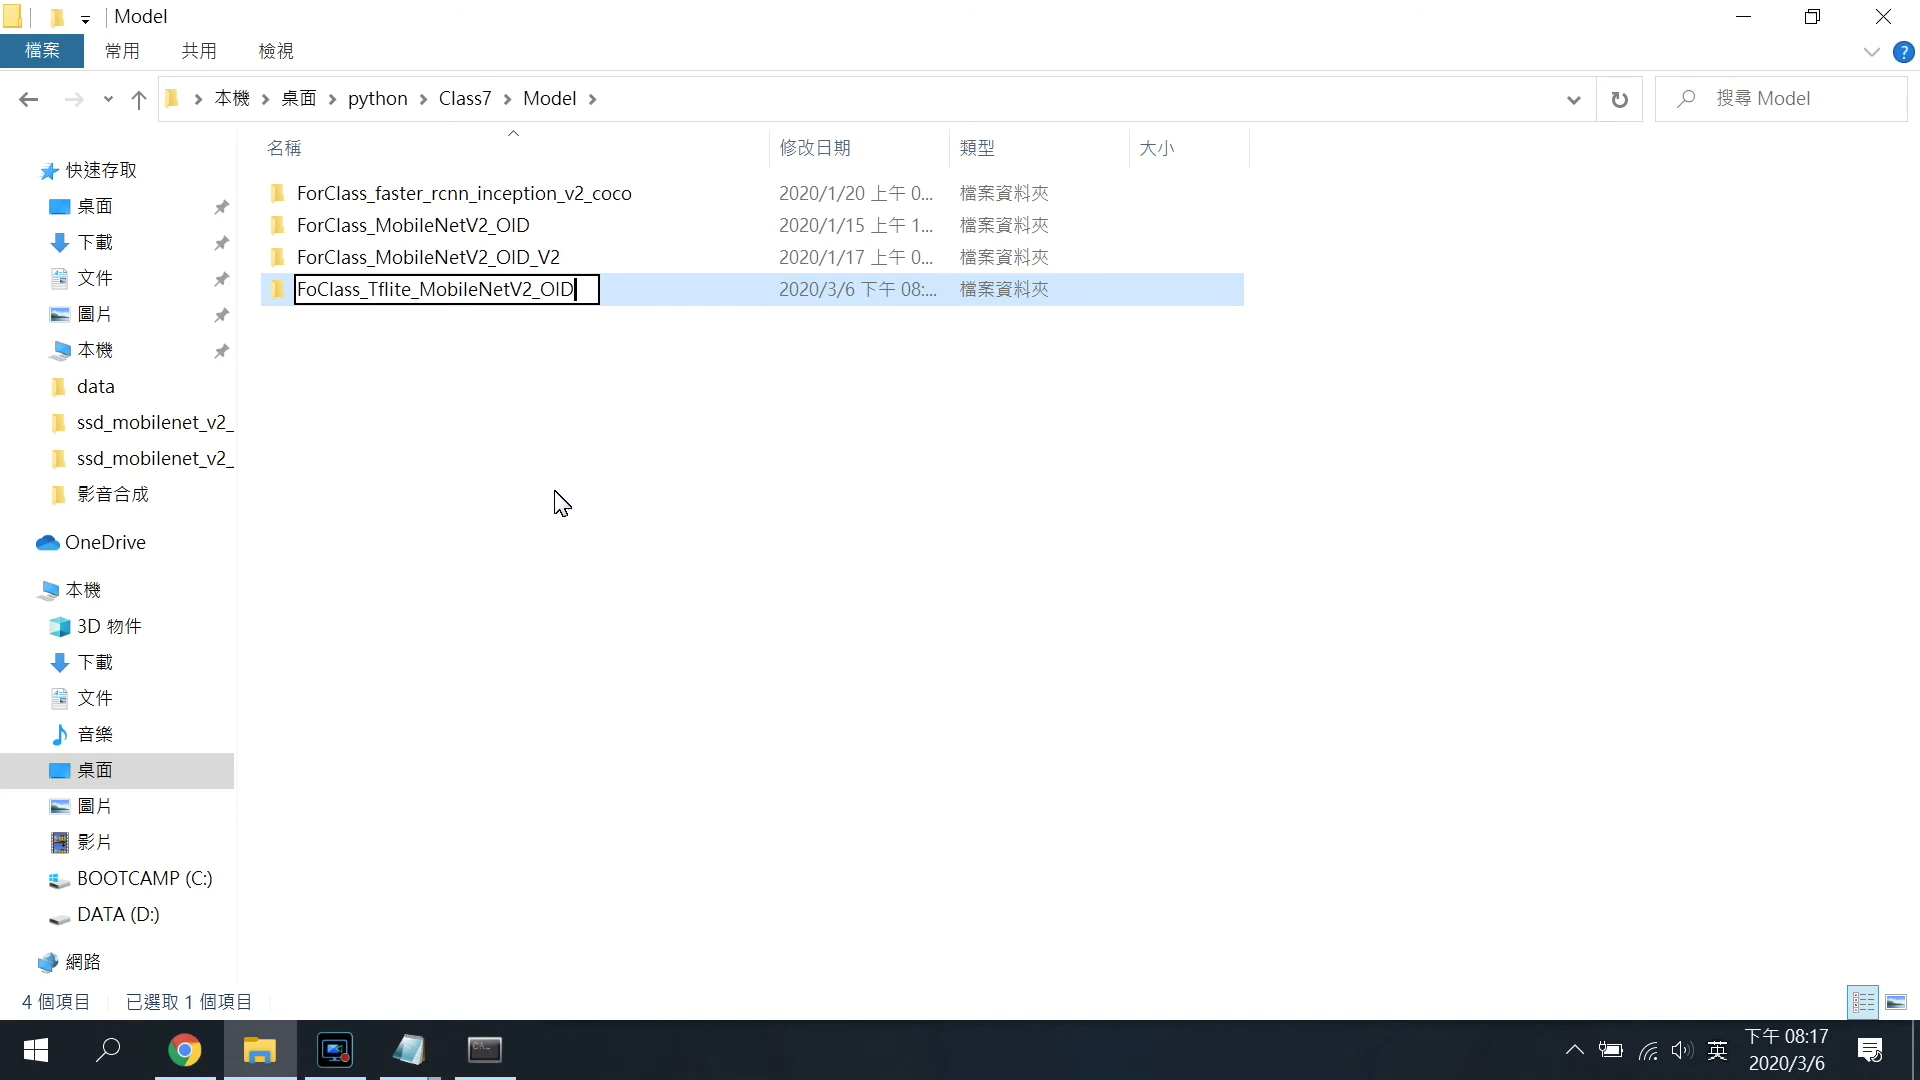 Model
檔案 常用 共用 檢視
本機 桌面 python Class7 Model
搜尋 Model
名稱 修改日期 類型 大小
ForClass_faster_rcnn_inception_v2_coco 2020/1/20 上午 0... 檔案資料夾
ForClass_MobileNetV2_OID 2020/1/15 上午 1... 檔案資料夾
ForClass_MobileNetV2_OID_V2 2020/1/17 上午 0... 檔案資料夾
FoClass_Tflite_MobileNetV2_OID 2020/3/6 下午 08:... 檔案資料夾
快速存取
桌面
下載
文件
圖片
本機
data
ssd_mobilenet_v2_
ssd_mobilenet_v2_
影音合成
OneDrive
本機
3D 物件
下載
文件
音樂
桌面
圖片
影片
BOOTCAMP (C:)
DATA (D:)
網路
4 個項目 已選取 1 個項目
英
下午 08:17
2020/3/6